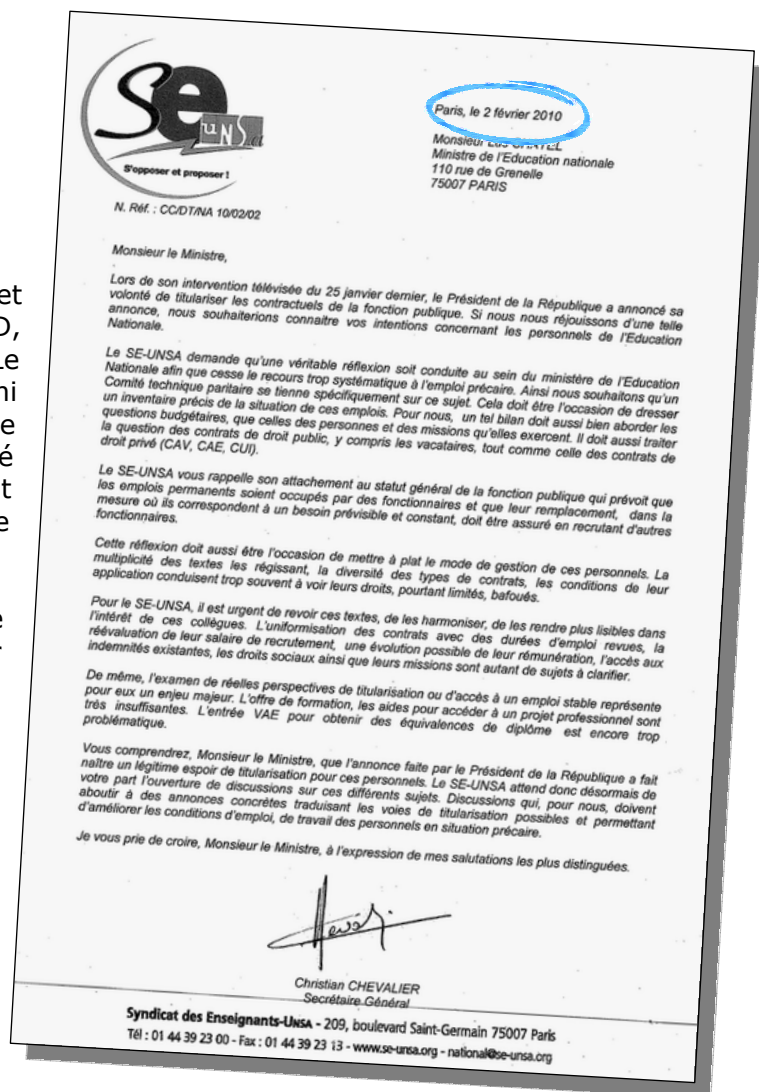 et
D,
Le
ni
e
é
t
e
e
Se
UNSA.net
S'opposer et proposer !
N. Réf. : CC/DT/NA 10/02/02
Paris, le 2 février 2010
Monsieur Luc CHATEL
Ministre de l'Education nationale
110 rue de Grenelle
75007 PARIS
Monsieur le Ministre,
Lors de son intervention télévisée du 25 janvier dernier, le Président de la République a annoncé sa
volonté de titulariser les contractuels de la fonction publique. Si nous nous réjouissons d'une telle
annonce, nous souhaiterions connaitre vos intentions concernant les personnels de l'Education
Nationale.
Le SE-UNSA demande qu'une véritable réflexion soit conduite au sein du ministère de l'Education
Nationale afin que cesse le recours trop systématique à l'emploi précaire. Ainsi nous souhaitons qu'un
Comité technique paritaire se tienne spécifiquement sur ce sujet. Cela doit être l'occasion de dresser
un inventaire précis de la situation de ces emplois. Pour nous, un tel bilan doit aussi bien aborder les
questions budgétaires, que celles des personnes et des missions qu'elles exercent. Il doit aussi traiter
la question des contrats de droit public, y compris les vacataires, tout comme celle des contrats de
droit privé (CAV, CAE, CUI).
Le SE-UNSA vous rappelle son attachement au statut général de la fonction publique qui prévoit que
les emplois permanents soient occupés par des fonctionnaires et que leur remplacement, dans la
mesure où ils correspondent à un besoin prévisible et constant, doit être assuré en recrutant d'autres
fonctionnaires.
Cette réflexion doit aussi être l'occasion de mettre à plat le mode de gestion de ces personnels. La
multiplicité des textes les régissant, la diversité des types de contrats, les conditions de leur
application conduisent trop souvent à voir leurs droits, pourtant limités, bafoués.
Pour le SE-UNSA, il est urgent de revoir ces textes, de les harmoniser, de les rendre plus lisibles dans
l'intérêt de ces collègues. L'uniformisation des contrats avec des durées d'emploi revues, la
réévaluation de leur salaire de recrutement, une évolution possible de leur rémunération, l'accès aux
indemnités existantes, les droits sociaux ainsi que leurs missions sont autant de sujets à clarifier.
De même, l'examen de réelles perspectives de titularisation ou d'accès à un emploi stable représente
pour eux un enjeu majeur. L'offre de formation, les aides pour accéder à un projet professionnel sont
très insuffisantes. L'entrée VAE pour obtenir des équivalences de diplôme est encore trop
problématique.
Vous comprendrez, Monsieur le Ministre, que l'annonce faite par le Président de la République a fait
naître un légitime espoir de titularisation pour ces personnels. Le SE-UNSA attend donc désormais de
votre part l'ouverture de discussions sur ces différents sujets. Discussions qui, pour nous, doivent
aboutir à des annonces concrètes traduisant les voies de titularisation possibles et permettant
d'améliorer les conditions d'emploi, de travail des personnels en situation précaire.
Je vous prie de croire, Monsieur le Ministre, à l'expression de mes salutations les plus distinguées.
Christian CHEVALIER
Secrétaire Général
Syndicat des Enseignants-UNSA - 209, boulevard Saint-Germain 75007 Paris
Tél : 01 44 39 23 00 - Fax : 01 44 39 23 13 - www.se-unsa.org - national@se-unsa.org